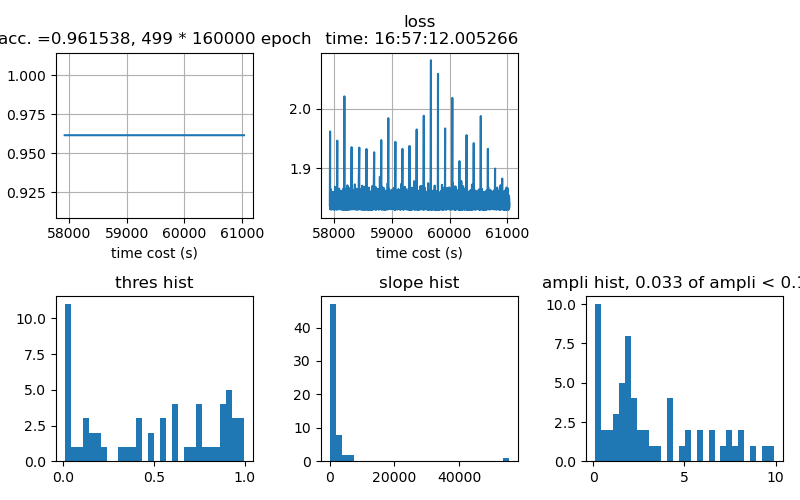 acc. =0.961538, 499 * 160000 epoch
loss
time: 16:57:12.005266
1.000
0.975
0.950
0.925
58000 59000 60000 61000
time cost (s)
2.0
1.9
58000 59000 60000 61000
time cost (s)
thres hist
10.0
7.5
5.0
2.5
0.0
0.0 0.5 1.0
slope hist
40
30
20
10
0
0 20000 40000
ampli hist, 0.033 of ampli < 0.1
10.0
7.5
5.0
2.5
0.0
0 5 10